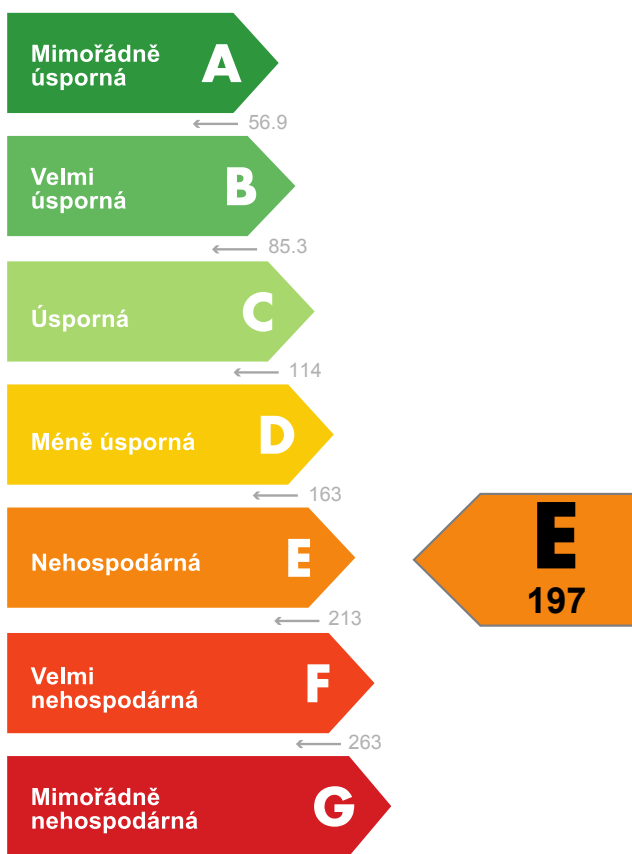 Mimořádně
úsporná
A
56.9
Velmi
úsporná
B
85.3
Úsporná
C
114
Méně úsporná
D
163
Nehospodárná
E
E
197
213
Velmi
nehospodárná
F
263
Mimořádně
nehospodárná
G